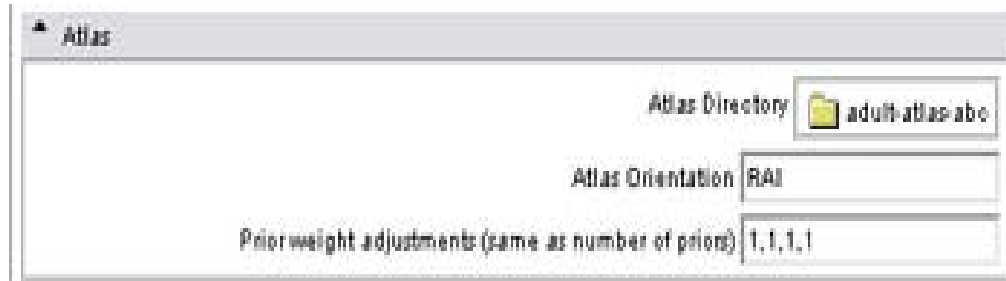 Atlas
Atlas Directory adult-atlas-abc
Atlas Orientation RAI
Prior weight adjustments (same as number of priors) 1,1,1,1